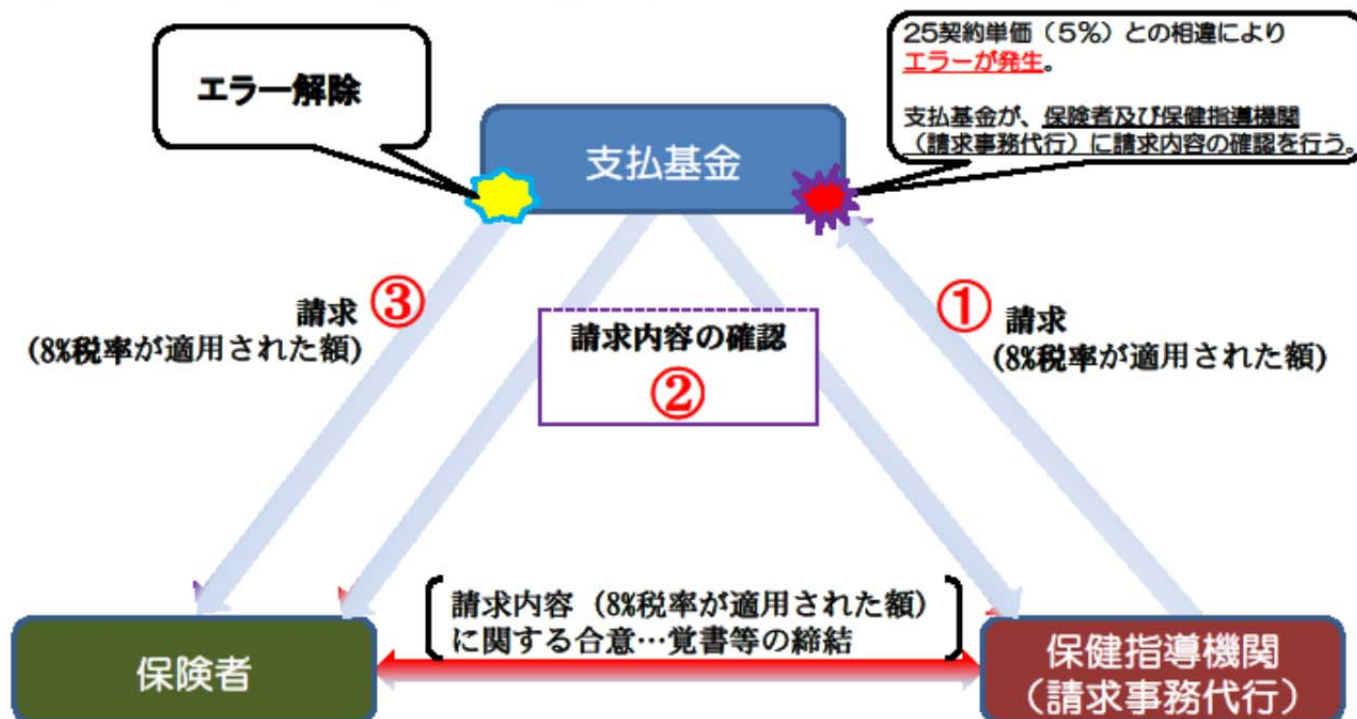 25契約単価（5％）との相違により
エラーが発生。
支払基金が、保険者及び保健指導機関
（請求事務代行）に請求内容の確認を行う。
エラー解除
支払基金
③
請求
（8%税率が適用された額）
請求内容の確認
②
①
請求
（8%税率が適用された額）
請求内容（8%税率が適用された額）
に関する合意…覚書等の締結
保険者
保健指導機関
（請求事務代行）